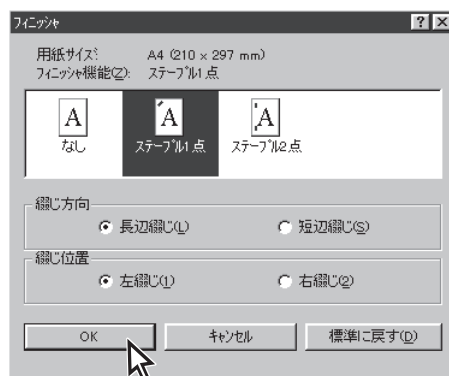 ﾌｨﾆｯｼｬ
用紙ｻｲｽﾞ: A4 (210 x 297 mm)
ﾌｨﾆｯｼｬ機能(Z): ｽﾃｰﾌﾟﾙ1点
A A A
なし ｽﾃｰﾌﾟﾙ1点 ｽﾃｰﾌﾟﾙ2点
綴じ方向
長辺綴じ(L) 短辺綴じ(S)
綴じ位置
左綴じ(1) 右綴じ(2)
OK ｷｬﾝｾﾙ 標準に戻す(D)